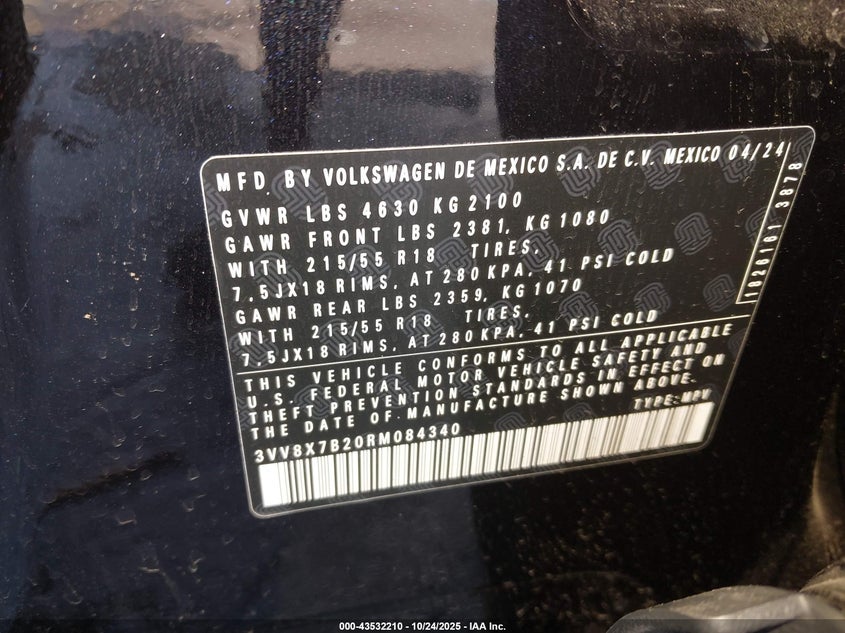 MFD. BY VOLKSWAGEN DE MEXICO S.A. DE C.V. MEXICO 04/24
GVWR LBS 4630 KG 2100
GAWR FRONT LBS 2381, KG 1080
WITH 215/55 R18 TIRES,
7,5JX18 RIMS, AT 280 KPA, 41 PSI COLD
GAWR REAR LBS 2359, KG 1070
WITH 215/55 R18 TIRES,
7,5JX18 RIMS, AT 280 KPA, 41 PSI COLD
1026161 3878
THIS VEHICLE CONFORMS TO ALL APPLICABLE
U.S. FEDERAL MOTOR VEHICLE SAFETY AND
THEFT PREVENTION STANDARDS IN EFFECT ON
THE DATE OF MANUFACTURE SHOWN ABOVE.
3VV8X7B20RM084340 TYPE: MPV
000-43532210 - 10/24/2025 - IAA Inc.